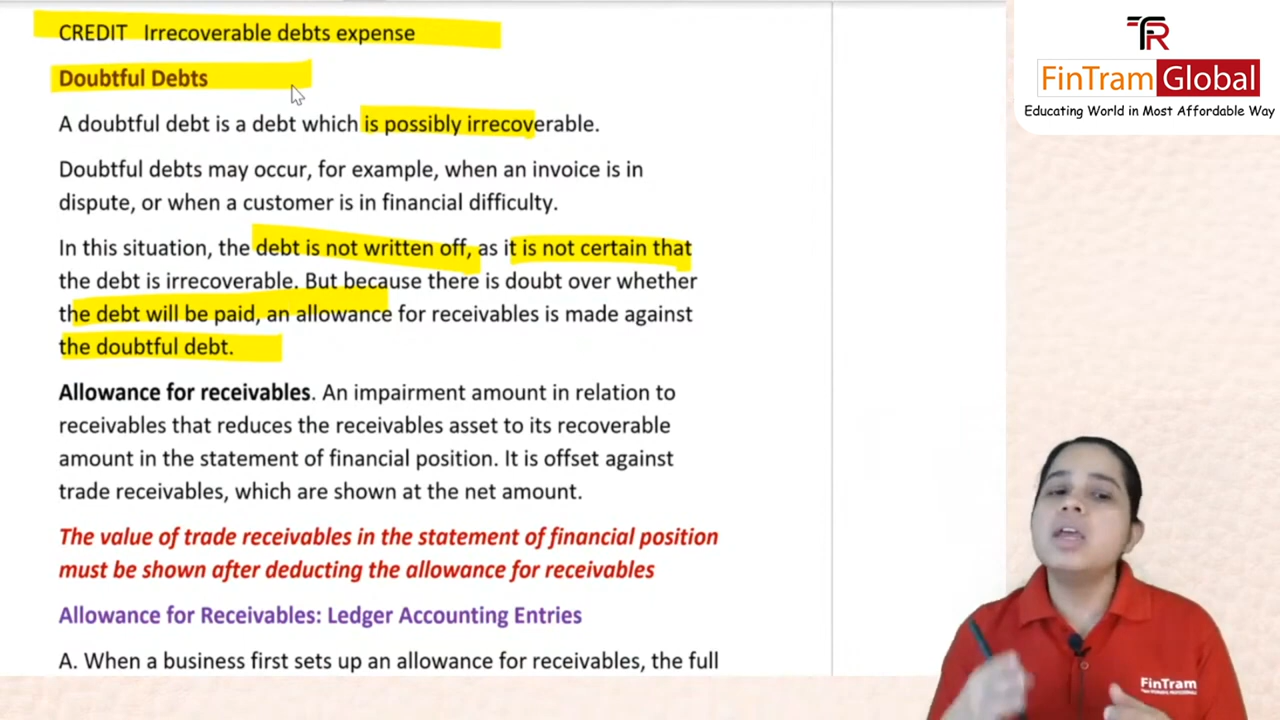 CREDIT Irrecoverable debts expense
Doubtful Debts
A doubtful debt is a debt which is possibly irrecoverable.
Doubtful debts may occur, for example, when an invoice is in
dispute, or when a customer is in financial difficulty.
In this situation, the debt is not written off, as it is not certain that
the debt is irrecoverable. But because there is doubt over whether
the debt will be paid, an allowance for receivables is made against
the doubtful debt.
Allowance for receivables. An impairment amount in relation to
receivables that reduces the receivables asset to its recoverable
amount in the statement of financial position. It is offset against
trade receivables, which are shown at the net amount.
The value of trade receivables in the statement of financial position
must be shown after deducting the allowance for receivables
Allowance for Receivables: Ledger Accounting Entries
A. When a business first sets up an allowance for receivables, the full
FinTram Global
Educating World in Most Affordable Way
FinTram